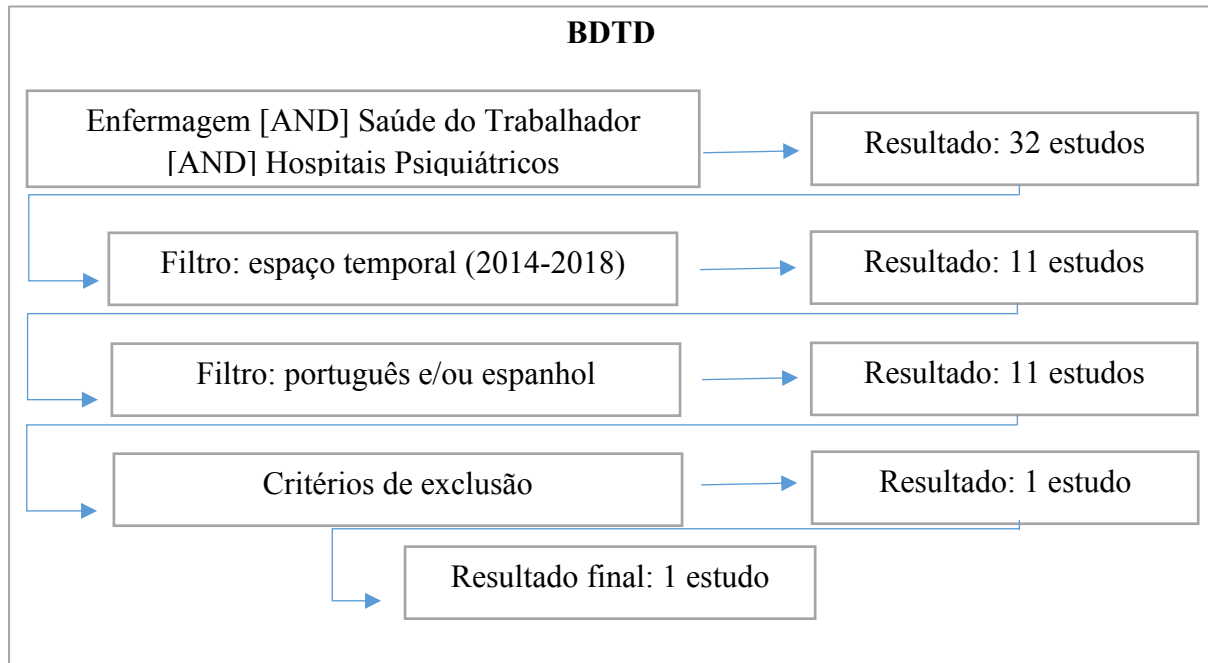 BDTD
Enfermagem [AND] Saúde do Trabalhador
[AND] Hospitais Psiquiátricos
Resultado: 32 estudos
Filtro: espaço temporal (2014-2018)
Resultado: 11 estudos
Filtro: português e/ou espanhol
Resultado: 11 estudos
Critérios de exclusão
Resultado: 1 estudo
Resultado final: 1 estudo